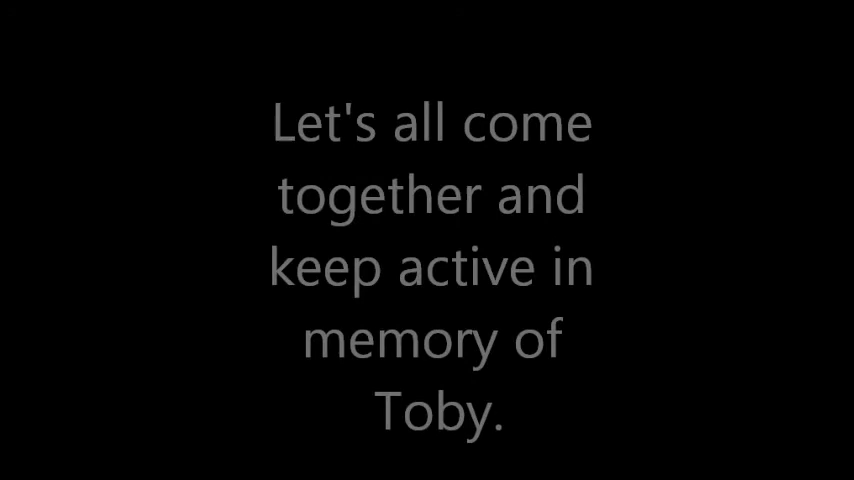 Let's all come
together and
keep active in
memory of
Toby.